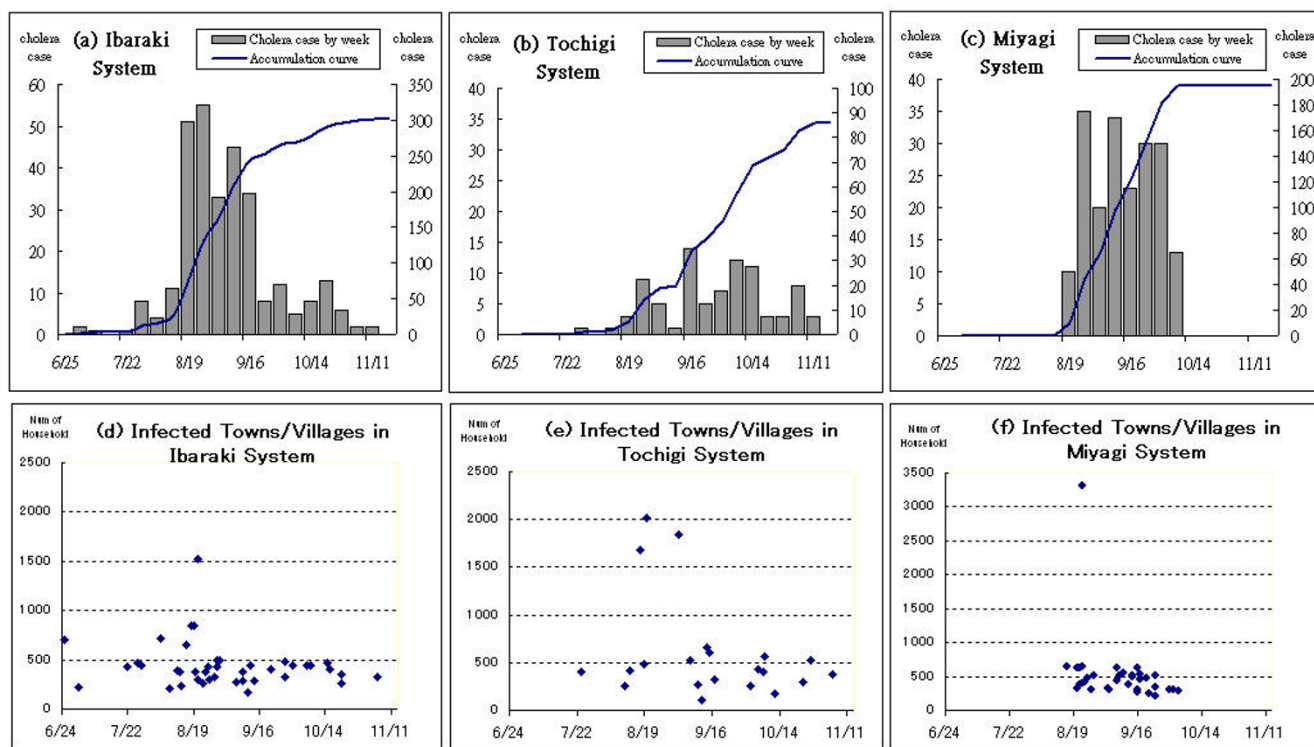 cholera
case
(a) Ibaraki
System
Cholera case by week
Accumulation curve
cholera
case
60
50
40
30
20
10
0
350
300
250
200
150
100
50
0
6/25 7/22 8/19 9/16 10/14 11/11
cholera
case
(b) Tochigi
System
Cholera case by week
Accumulation curve
cholera
case
40
35
30
25
20
15
10
5
0
100
90
80
70
60
50
40
30
20
10
0
6/25 7/22 8/19 9/16 10/14 11/11
cholera
case
(c) Miyagi
System
Cholera case by week
Accumulation curve
cholera
case
40
35
30
25
20
15
10
5
0
200
180
160
140
120
100
80
60
40
20
0
6/25 7/22 8/19 9/16 10/14 11/11
Num of
Household
(d) Infected Towns/Villages in
Ibaraki System
2500
2000
1500
1000
500
0
6/24 7/22 8/19 9/16 10/14 11/11
Num of
Household
(e) Infected Towns/Villages in
Tochigi System
2500
2000
1500
1000
500
0
6/24 7/22 8/19 9/16 10/14 11/11
Num of
Household
(f) Infected Towns/Villages in
Miyagi System
3500
3000
2500
2000
1500
1000
500
0
6/24 7/22 8/19 9/16 10/14 11/11